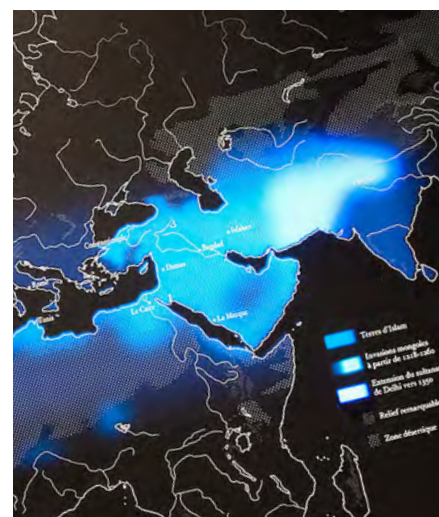 Bagdad
Ispahan
Damas
Le Caire
La Mecque
Tunis
Terres d'Islam
Invasions mongoles
à partir de 1218-1260
Extension du sultanat
de Delhi vers 1350
Relief remarquable
Zone désertique